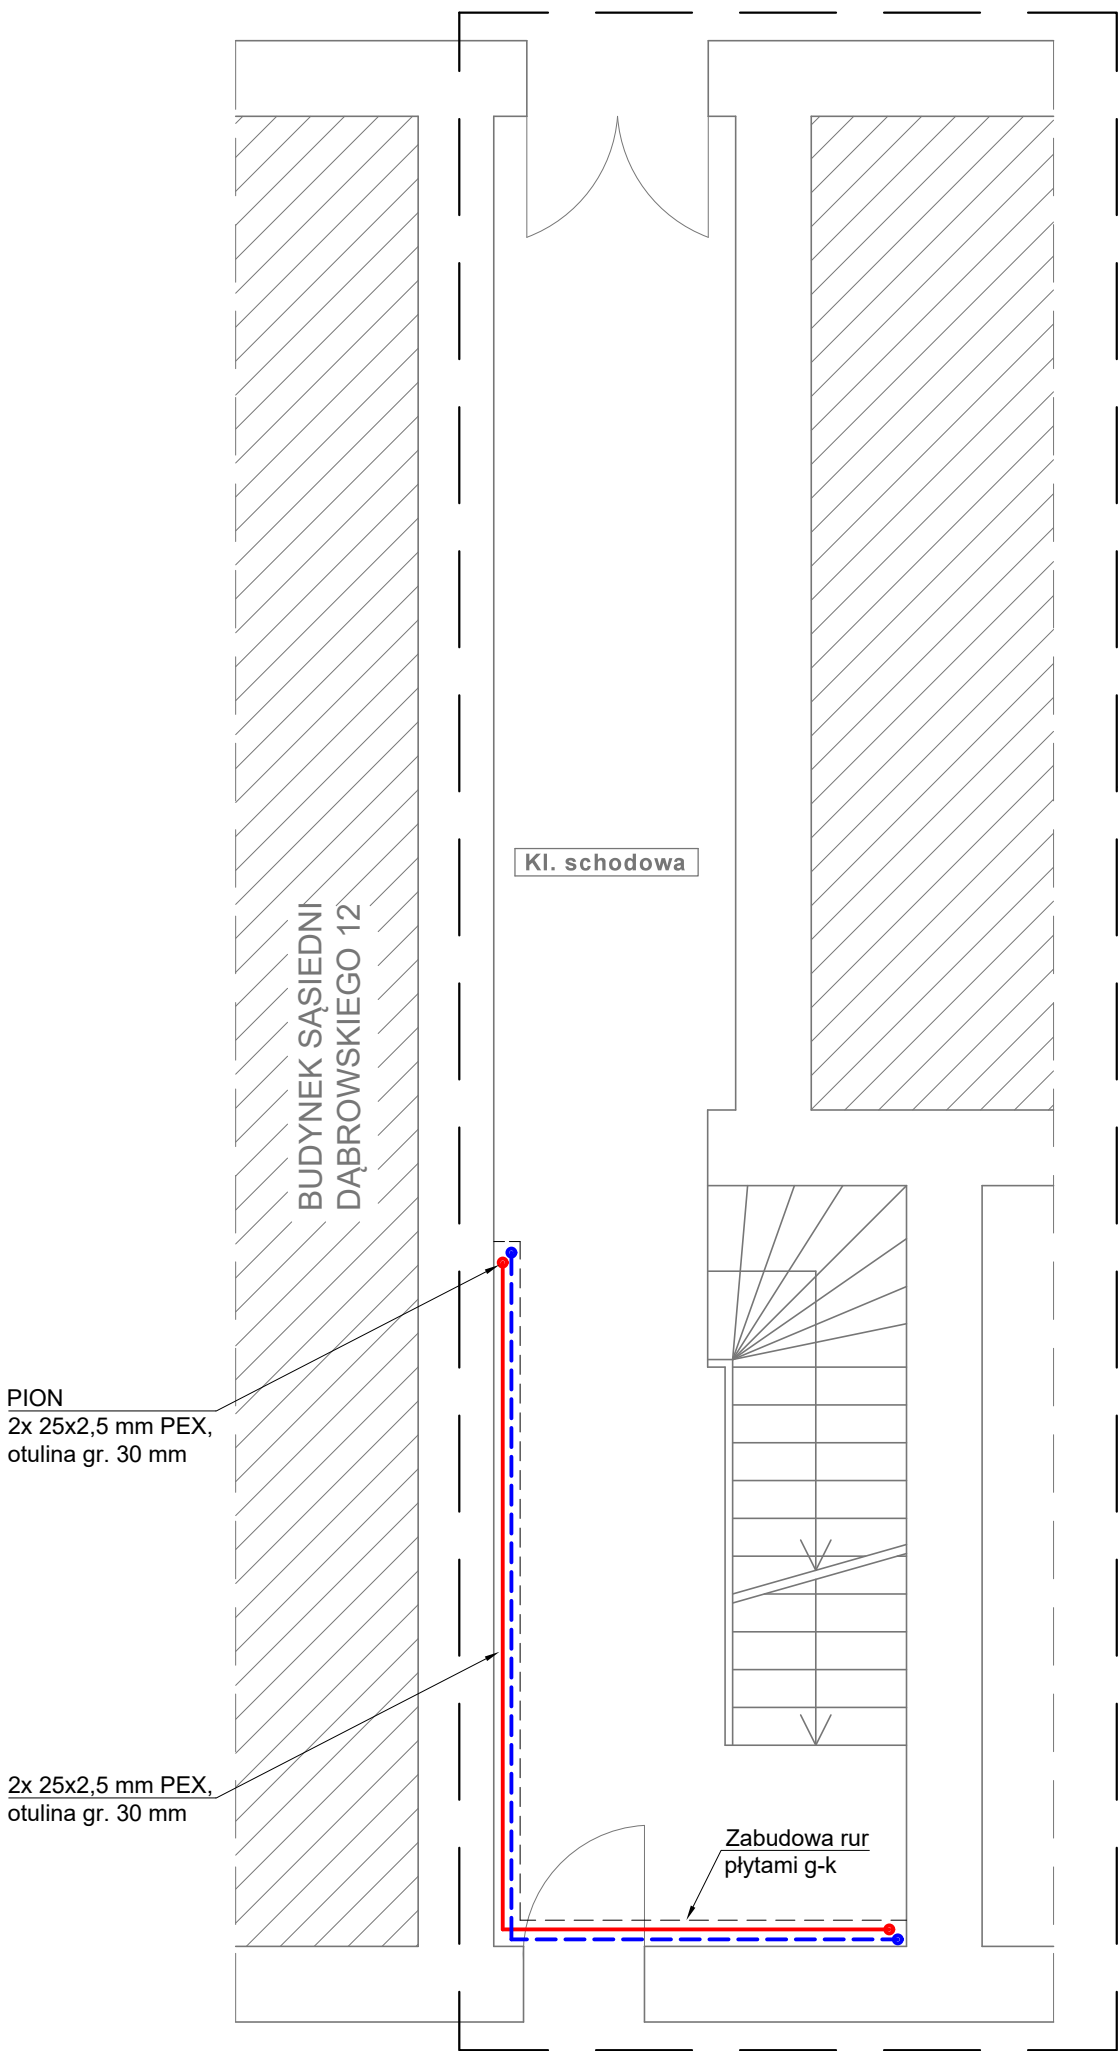 Kl. schodowa
BUDYNEK SĄSIEDNI
DĄBROWSKIEGO 12
PION
2x 25x2,5 mm PEX,
otulina gr. 30 mm
2x 25x2,5 mm PEX,
otulina gr. 30 mm
Zabudowa rur
płytami g-k